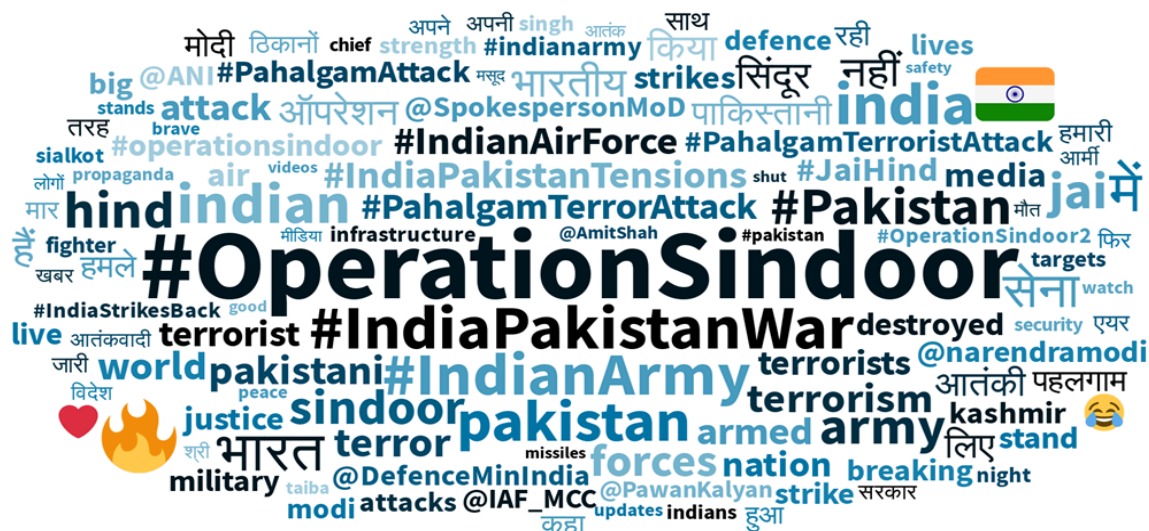 अपने अपनी singh आतंक साथ
मोदी ठिकानों chief strength #indianarmy किया defence रही lives
big @ANI #PahalgamAttack मसूद भारतीय strikes सिंदूर नहीं safety
stands attack ऑपरेशन @SpokespersonMoD पाकिस्तानी india
तरह brave #operationsindoor #IndianAirForce #PahalgamTerroristAttack हमारी
sialkot आर्मी
लोगों propaganda air videos #IndiaPakistanTensions shut #JaiHind media jai में
मार hind indian #PahalgamTerrorAttack #Pakistan मौत
हैं fighter मीडिया infrastructure @AmitShah #pakistan #OperationSindoor2 फिर
खबर हमले #OperationSindoor targets
सेना watch
#IndiaStrikesBack good
live आतंकवादी terrorist #IndiaPakistanWar destroyed security एयर
जारी world pakistani #IndianArmy terrorists @narendramodi
विदेश peace terrorism आतंकी पहलगाम
justice sindoor pakistan armed army kashmir
श्री भारत terror missiles forces nation लिए stand
military taiba @DefenceMinIndia breaking night
modi attacks @IAF_MCC @PawanKalyan strike सरकार
कहा updates indians हुआ